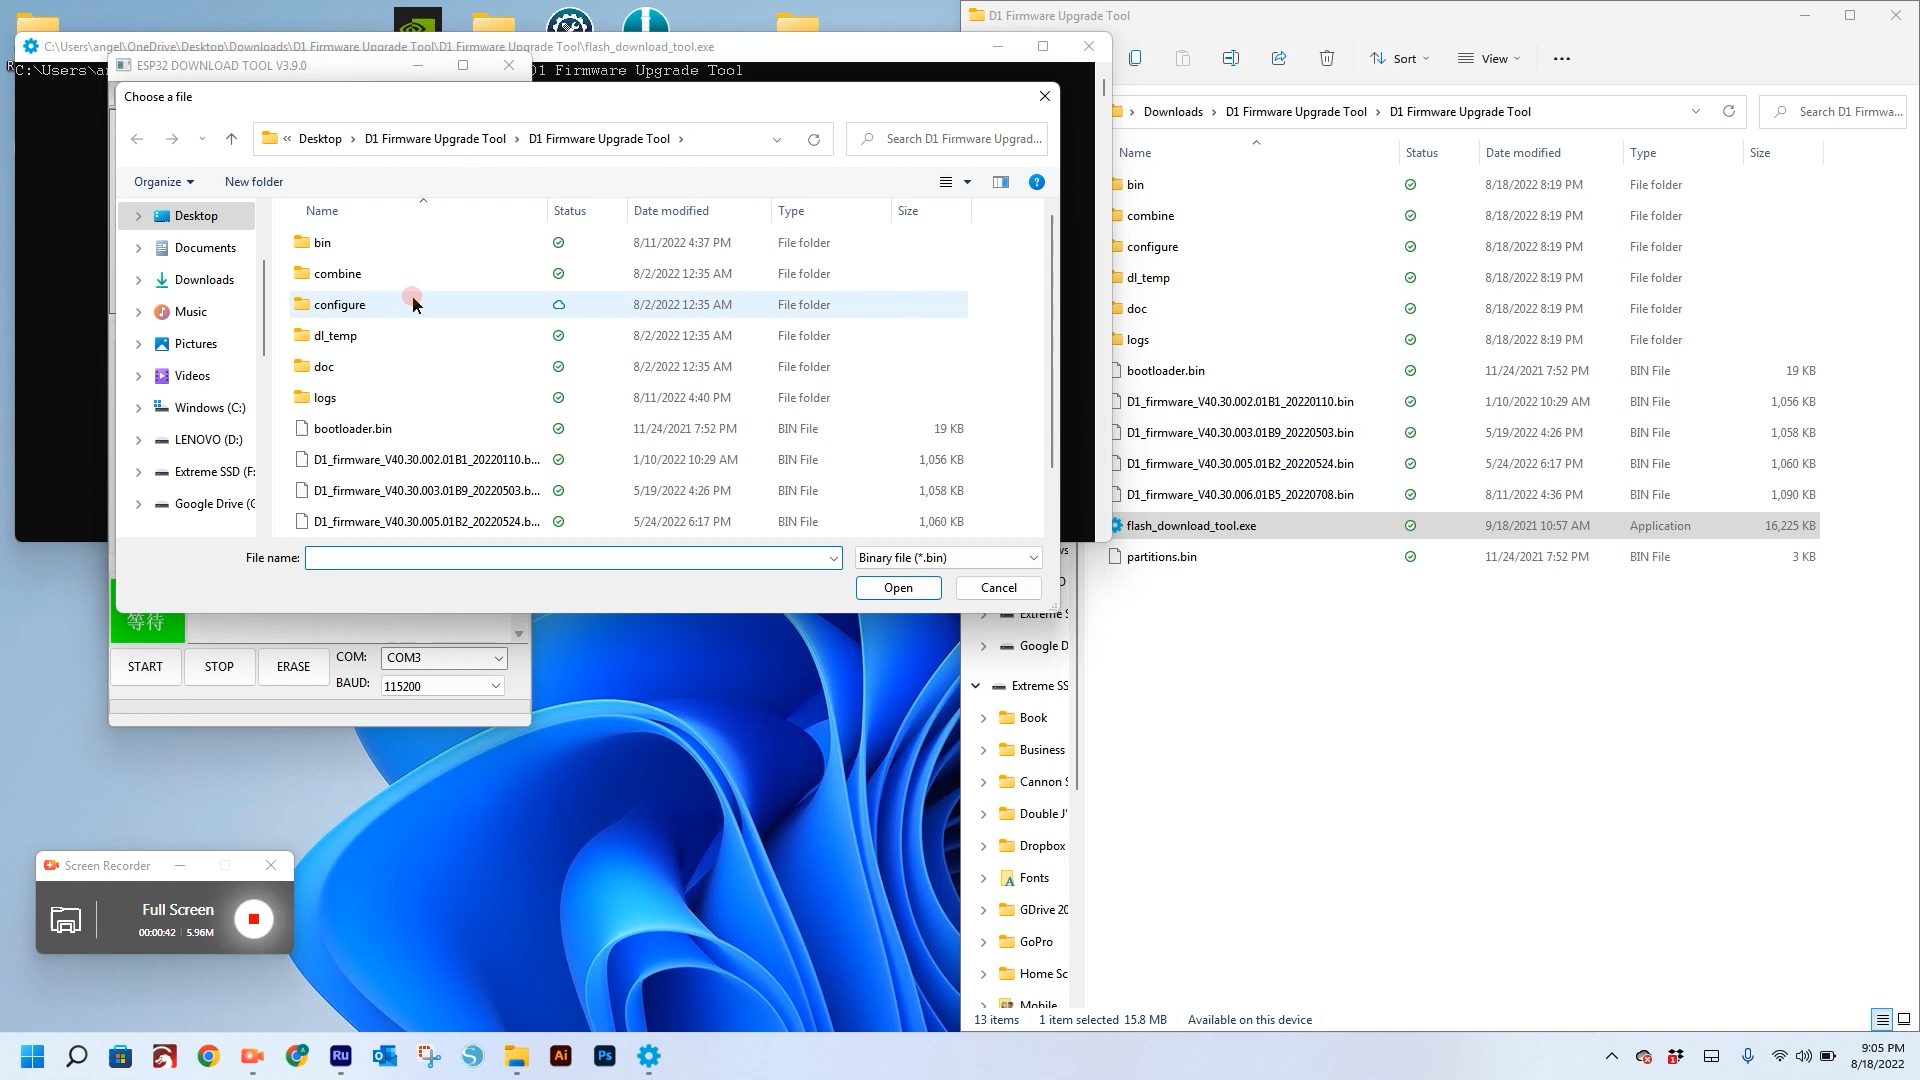 D1 Firmware Upgrade Tool
C:\Users\angel\OneDrive\Desktop\Downloads\D1 Firmware Upgrade Tool\D1 Firmware Upgrade Tool\flash_download_tool.exe
ESP32 DOWNLOAD TOOL V3.9.0
D1 Firmware Upgrade Tool
Choose a file
Desktop > D1 Firmware Upgrade Tool > D1 Firmware Upgrade Tool >
Search D1 Firmware Upgrad...
Organize
New folder
Name Status Date modified Type Size
Desktop
Documents
Downloads
Music
Pictures
Videos
Windows (C:)
LENOVO (D:)
Extreme SSD (F:
Google Drive (G
bin 8/11/2022 4:37 PM File folder
combine 8/2/2022 12:35 AM File folder
configure 8/2/2022 12:35 AM File folder
dl_temp 8/2/2022 12:35 AM File folder
doc 8/2/2022 12:35 AM File folder
logs 8/11/2022 4:40 PM File folder
bootloader.bin 11/24/2021 7:52 PM BIN File 19 KB
D1_firmware_V40.30.002.01B1_20220110.b... 1/10/2022 10:29 AM BIN File 1,056 KB
D1_firmware_V40.30.003.01B9_20220503.b... 5/19/2022 4:26 PM BIN File 1,058 KB
D1_firmware_V40.30.005.01B2_20220524.b... 5/24/2022 6:17 PM BIN File 1,060 KB
File name:
Binary file (*.bin)
Open
Cancel
等待
START
STOP
ERASE
COM: COM3
BAUD: 115200
Screen Recorder
Full Screen
00:00:42 5.96M
Sort
View
Downloads > D1 Firmware Upgrade Tool > D1 Firmware Upgrade Tool
Search D1 Firmwa...
Name Status Date modified Type Size
bin 8/18/2022 8:19 PM File folder
combine 8/18/2022 8:19 PM File folder
configure 8/18/2022 8:19 PM File folder
dl_temp 8/18/2022 8:19 PM File folder
doc 8/18/2022 8:19 PM File folder
logs 8/18/2022 8:19 PM File folder
bootloader.bin 11/24/2021 7:52 PM BIN File 19 KB
D1_firmware_V40.30.002.01B1_20220110.bin 1/10/2022 10:29 AM BIN File 1,056 KB
D1_firmware_V40.30.003.01B9_20220503.bin 5/19/2022 4:26 PM BIN File 1,058 KB
D1_firmware_V40.30.005.01B2_20220524.bin 5/24/2022 6:17 PM BIN File 1,060 KB
D1_firmware_V40.30.006.01B5_20220708.bin 8/11/2022 4:36 PM BIN File 1,090 KB
flash_download_tool.exe 9/18/2021 10:57 AM Application 16,225 KB
partitions.bin 11/24/2021 7:52 PM BIN File 3 KB
Extreme S
Google D
Extreme SS
Book
Business
Cannon S
Double J'
Dropbox
Fonts
GDrive 20
GoPro
Home Sc
Mobile
13 items 1 item selected 15.8 MB Available on this device
Ru
Ai
Ps
9:05 PM
8/18/2022